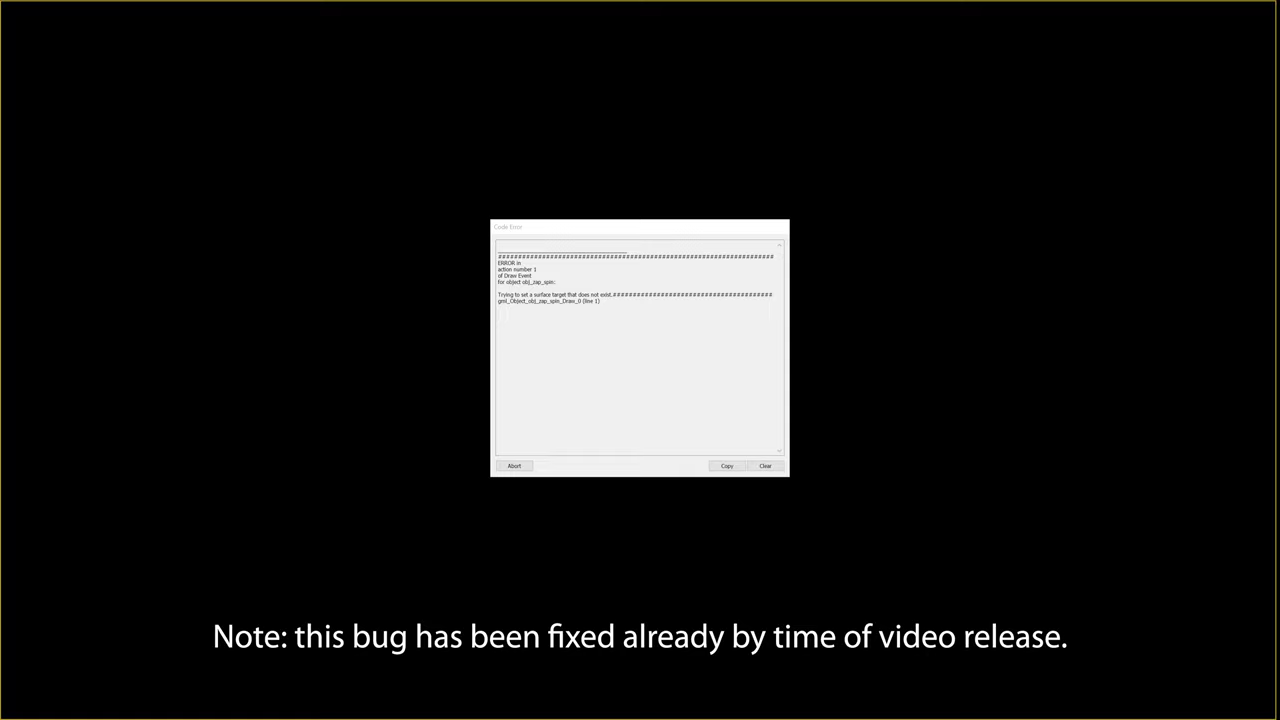 Code Error
___________________________________________
############################################################################################
ERROR in
action number 1
of Draw Event
for object obj_zap_spin:
Trying to set a surface target that does not exist.########################################
gml_Object_obj_zap_spin_Draw_0 (line 1)
Abort
Copy
Clear
Note: this bug has been fixed already by time of video release.